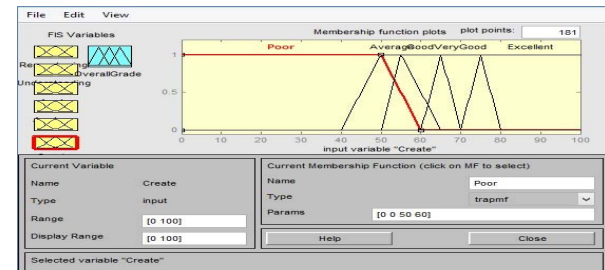 File Edit View
FIS Variables
Membership function plots plot points: 181
OverallGrade
Poor Average Good VeryGood Excellent
1
0.5
0
0 10 20 30 40 50 60 70 80 90 100
input variable "Create"
Current Variable
Name Create
Type input
Range [0 100]
Display Range [0 100]
Current Membership Function (click on MF to select)
Name Poor
Type trapmf
Params [0 0 50 60]
Help Close
Selected variable "Create"